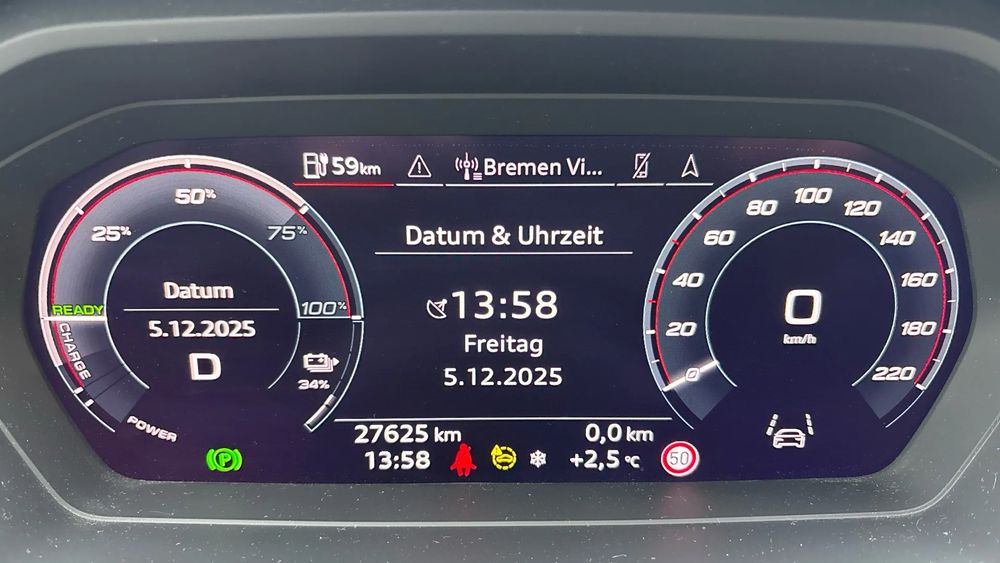 59 km
Bremen Vi...
50%
25%
75%
READY
100%
CHARGE
POWER
Datum
5.12.2025
D
34%
Datum & Uhrzeit
13:58
Freitag
5.12.2025
27625 km
0,0 km
13:58
+2,5 °C
50
P
0
20
40
60
80
100
120
140
160
180
220
0
km/h